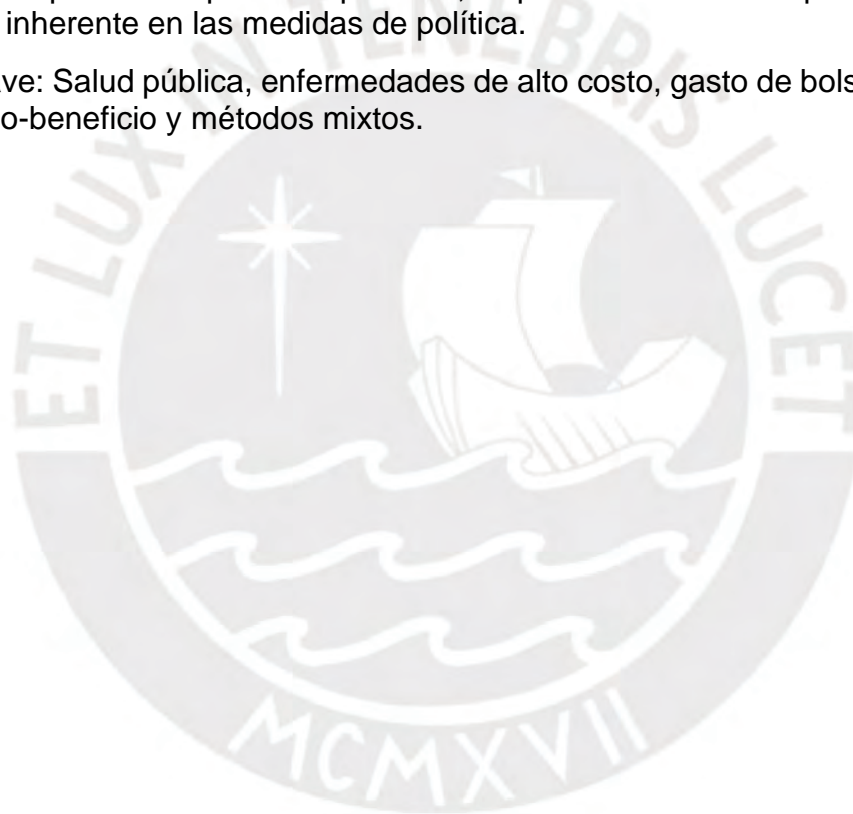 inherente en las medidas de política.
ve: Salud pública, enfermedades de alto costo, gasto de bols
o-beneficio y métodos mixtos.
ET LUX IN TENEBRIS LUCET
MCMXVII